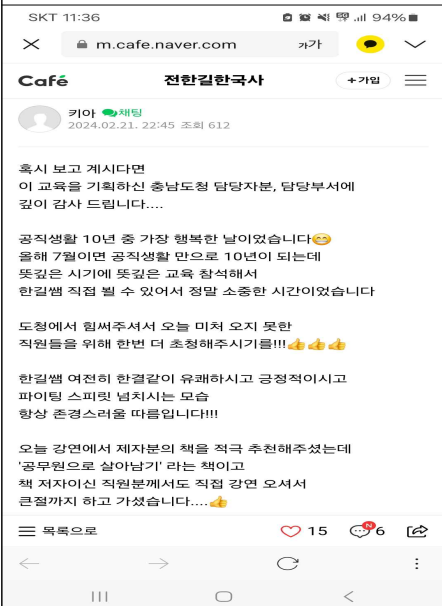 SKT 11:36 94%
m.cafe.naver.com 가가
Café 전한길한국사 +가입
키아 채팅
2024.02.21. 22:45 조회 612
혹시 보고 계시다면
이 교육을 기획하신 충남도청 담당자분, 담당부서에
깊이 감사 드립니다....
공직생활 10년 중 가장 행복한 날이었습니다😁
올해 7월이면 공직생활 만으로 10년이 되는데
뜻깊은 시기에 뜻깊은 교육 참석해서
한길쌤 직접 뵐 수 있어서 정말 소중한 시간이었습니다
도청에서 힘써주셔서 오늘 미처 오지 못한
직원들을 위해 한번 더 초청해주시기를!!!👍👍👍
한길쌤 여전히 한결같이 유쾌하시고 긍정적이시고
파이팅 스피릿 넘치시는 모습
항상 존경스러울 따름입니다!!!
오늘 강연에서 제자분의 책을 적극 추천해주셨는데
'공무원으로 살아남기' 라는 책이고
책 저자이신 직원분께서도 직접 강연 오셔서
큰절까지 하고 가셨습니다....👍
목록으로 15 N 6